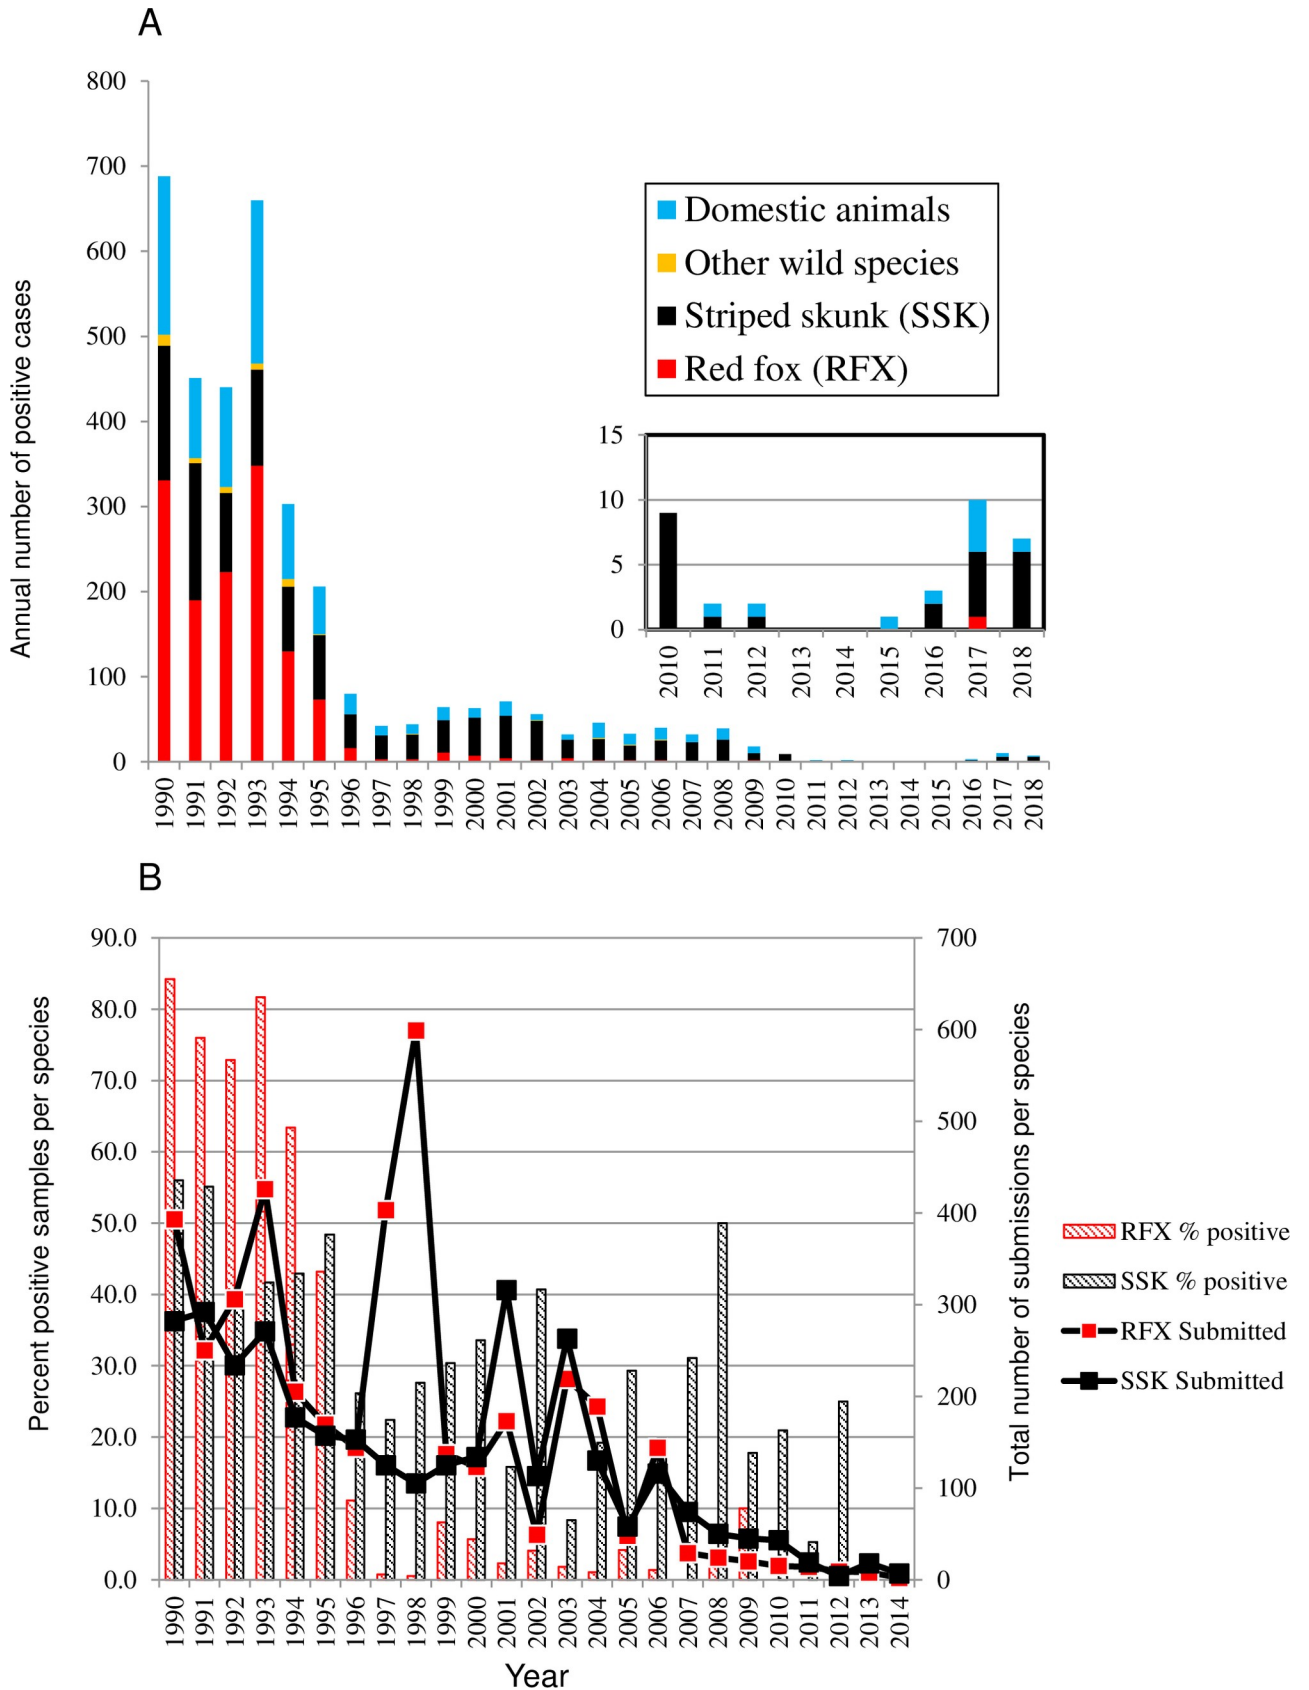 A
800
700
600
500
400
300
200
100
0
Annual number of positive cases
Domestic animals
Other wild species
Striped skunk (SSK)
Red fox (RFX)
15
10
5
0
2010 2011 2012 2013 2014 2015 2016 2017 2018
1990 1991 1992 1993 1994 1995 1996 1997 1998 1999 2000 2001 2002 2003 2004 2005 2006 2007 2008 2009 2010 2011 2012 2013 2014 2015 2016 2017 2018
B
90.0
80.0
70.0
60.0
50.0
40.0
30.0
20.0
10.0
0.0
Percent positive samples per species
700
600
500
400
300
200
100
0
Total number of submissions per species
RFX % positive
SSK % positive
RFX Submitted
SSK Submitted
1990 1991 1992 1993 1994 1995 1996 1997 1998 1999 2000 2001 2002 2003 2004 2005 2006 2007 2008 2009 2010 2011 2012 2013 2014
Year